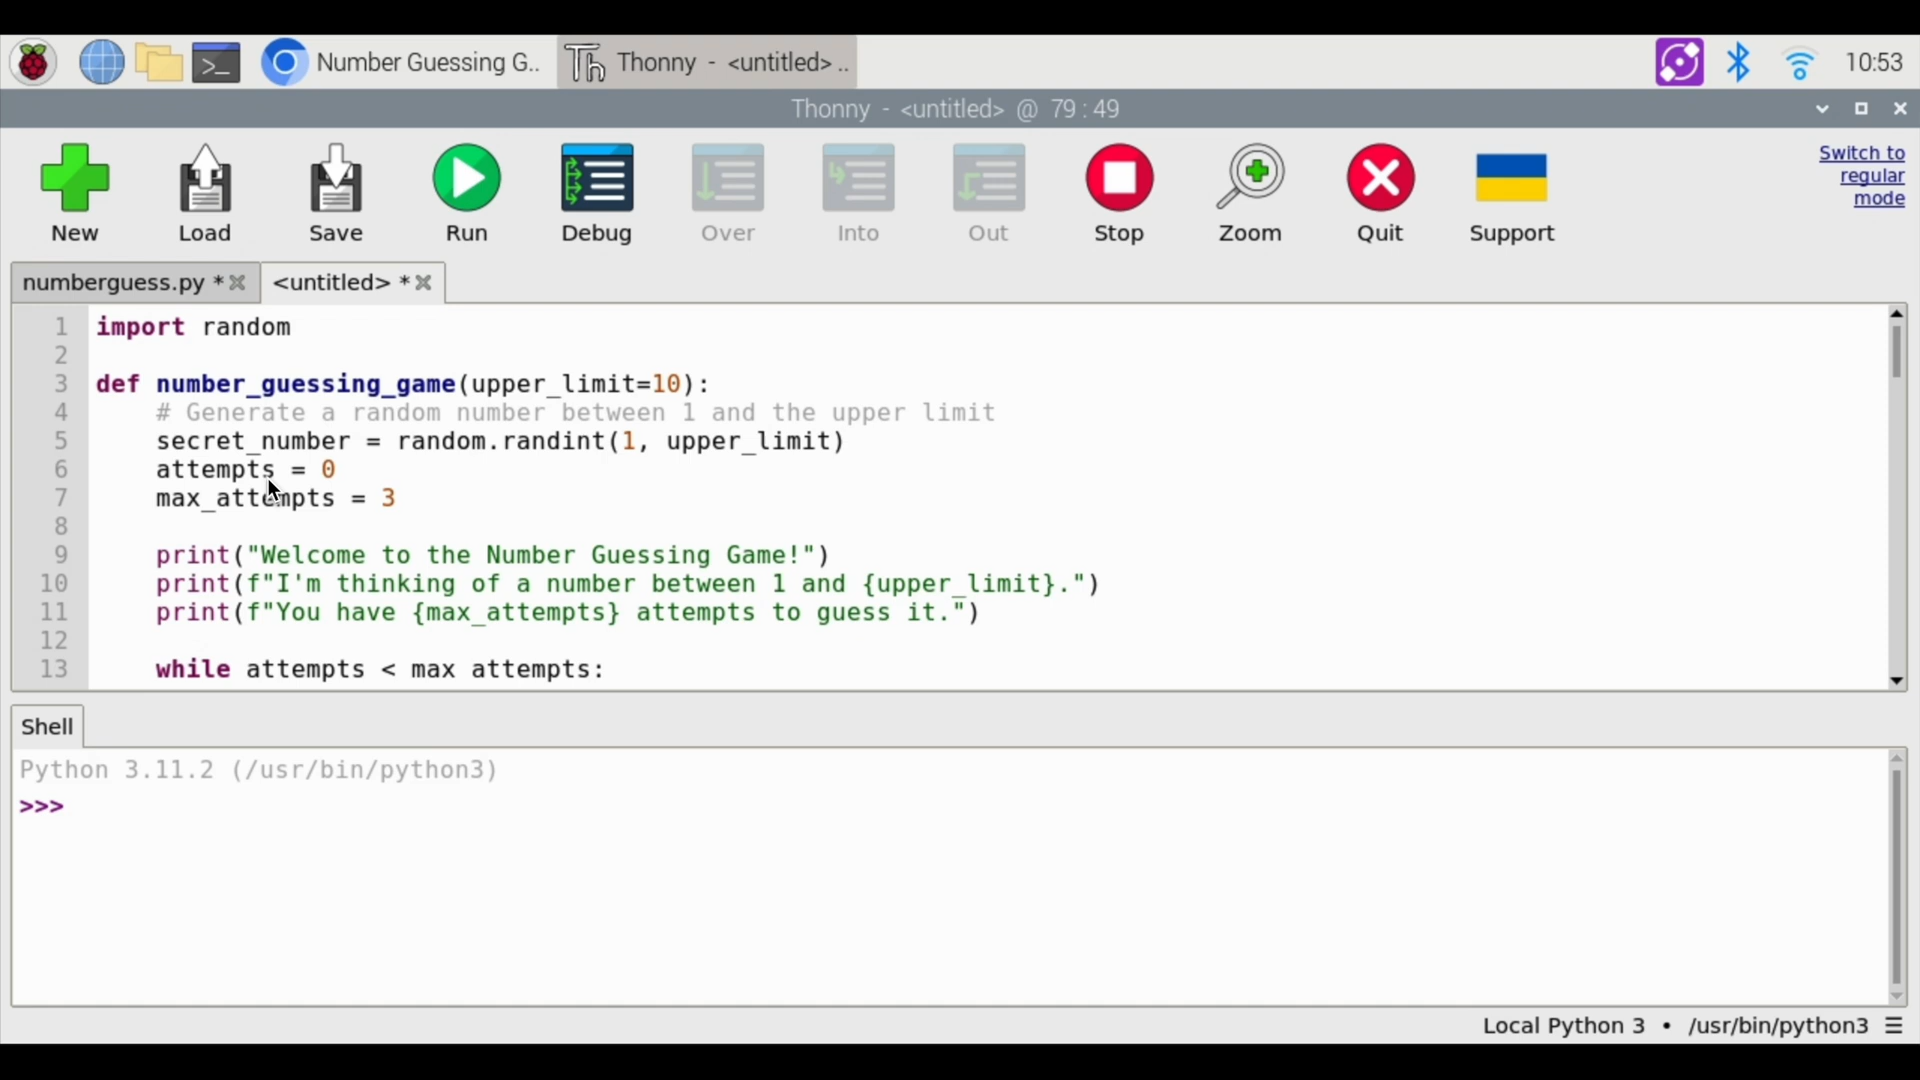 Number Guessing G..
Thonny - <untitled> ..
10:53
Thonny - <untitled> @ 79 : 49
New
Load
Save
Run
Debug
Over
Into
Out
Stop
Zoom
Quit
Support
Switch to
regular
mode
numberguess.py *
<untitled> *
1 import random
2
3 def number_guessing_game(upper_limit=10):
4 # Generate a random number between 1 and the upper limit
5 secret_number = random.randint(1, upper_limit)
6 attempts = 0
7 max_attempts = 3
8
9 print("Welcome to the Number Guessing Game!")
10 print(f"I'm thinking of a number between 1 and {upper_limit}.")
11 print(f"You have {max_attempts} attempts to guess it.")
12
13 while attempts < max attempts:
Shell
Python 3.11.2 (/usr/bin/python3)
>>>
Local Python 3 • /usr/bin/python3 ☰